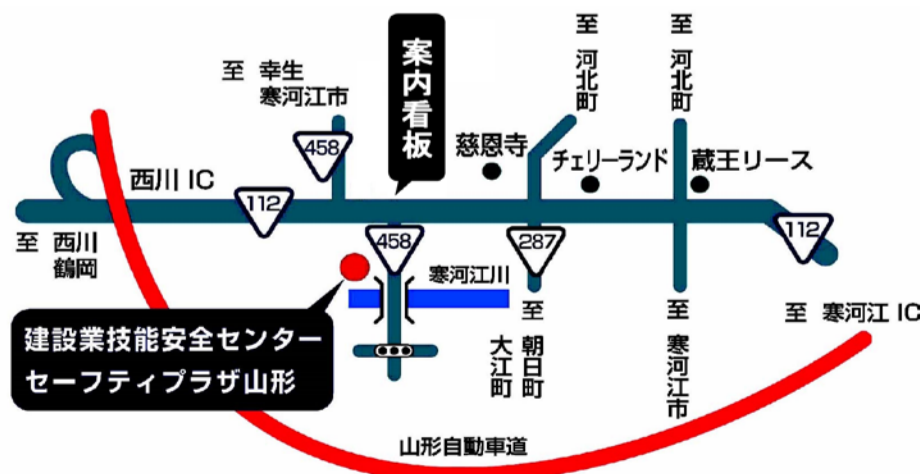 案内看板
至 幸生
寒河江市
至 河北町
至 河北町
458
慈恩寺
チェリーランド
蔵王リース
西川 IC
112
458
287
112
至 西川
鶴岡
寒河江川
至 寒河江 IC
建設業技能安全センター
セーフティプラザ山形
至 朝日町
大江町
至 寒河江市
山形自動車道